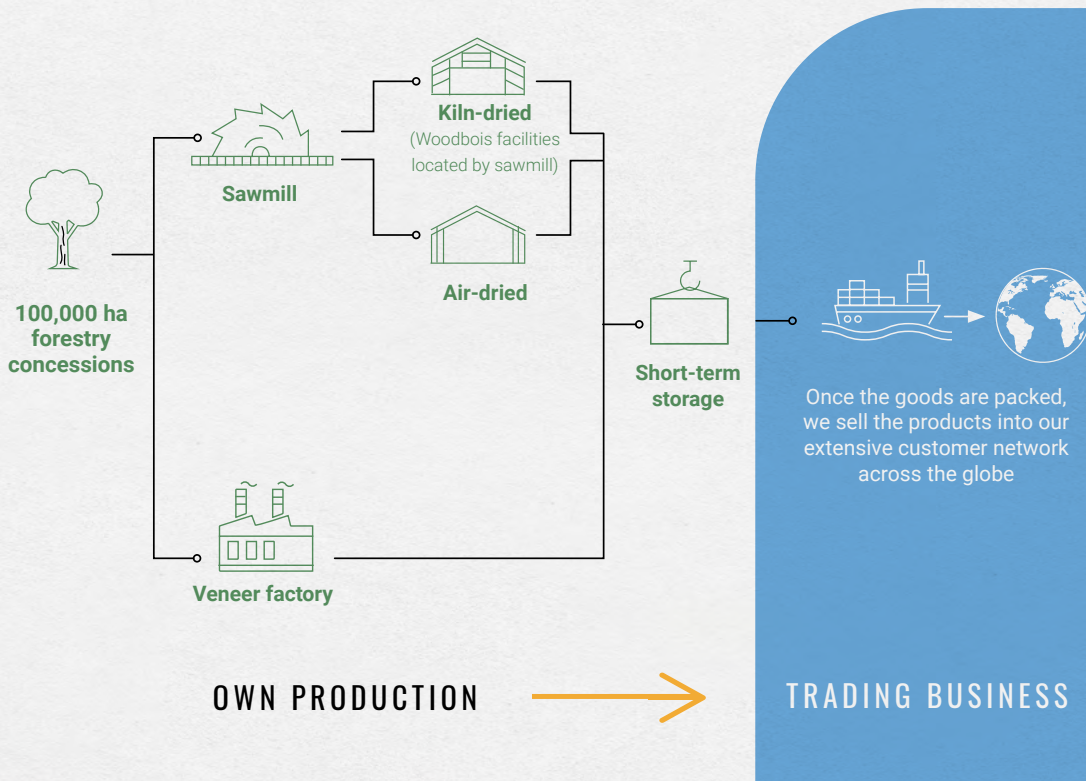 Kiln-dried
(Woodbois facilities
located by sawmill)
Sawmill
Air-dried
100,000 ha
forestry
concessions
Short-term
storage
Once the goods are packed,
we sell the products into our
extensive customer network
across the globe
Veneer factory
OWN PRODUCTION
TRADING BUSINESS